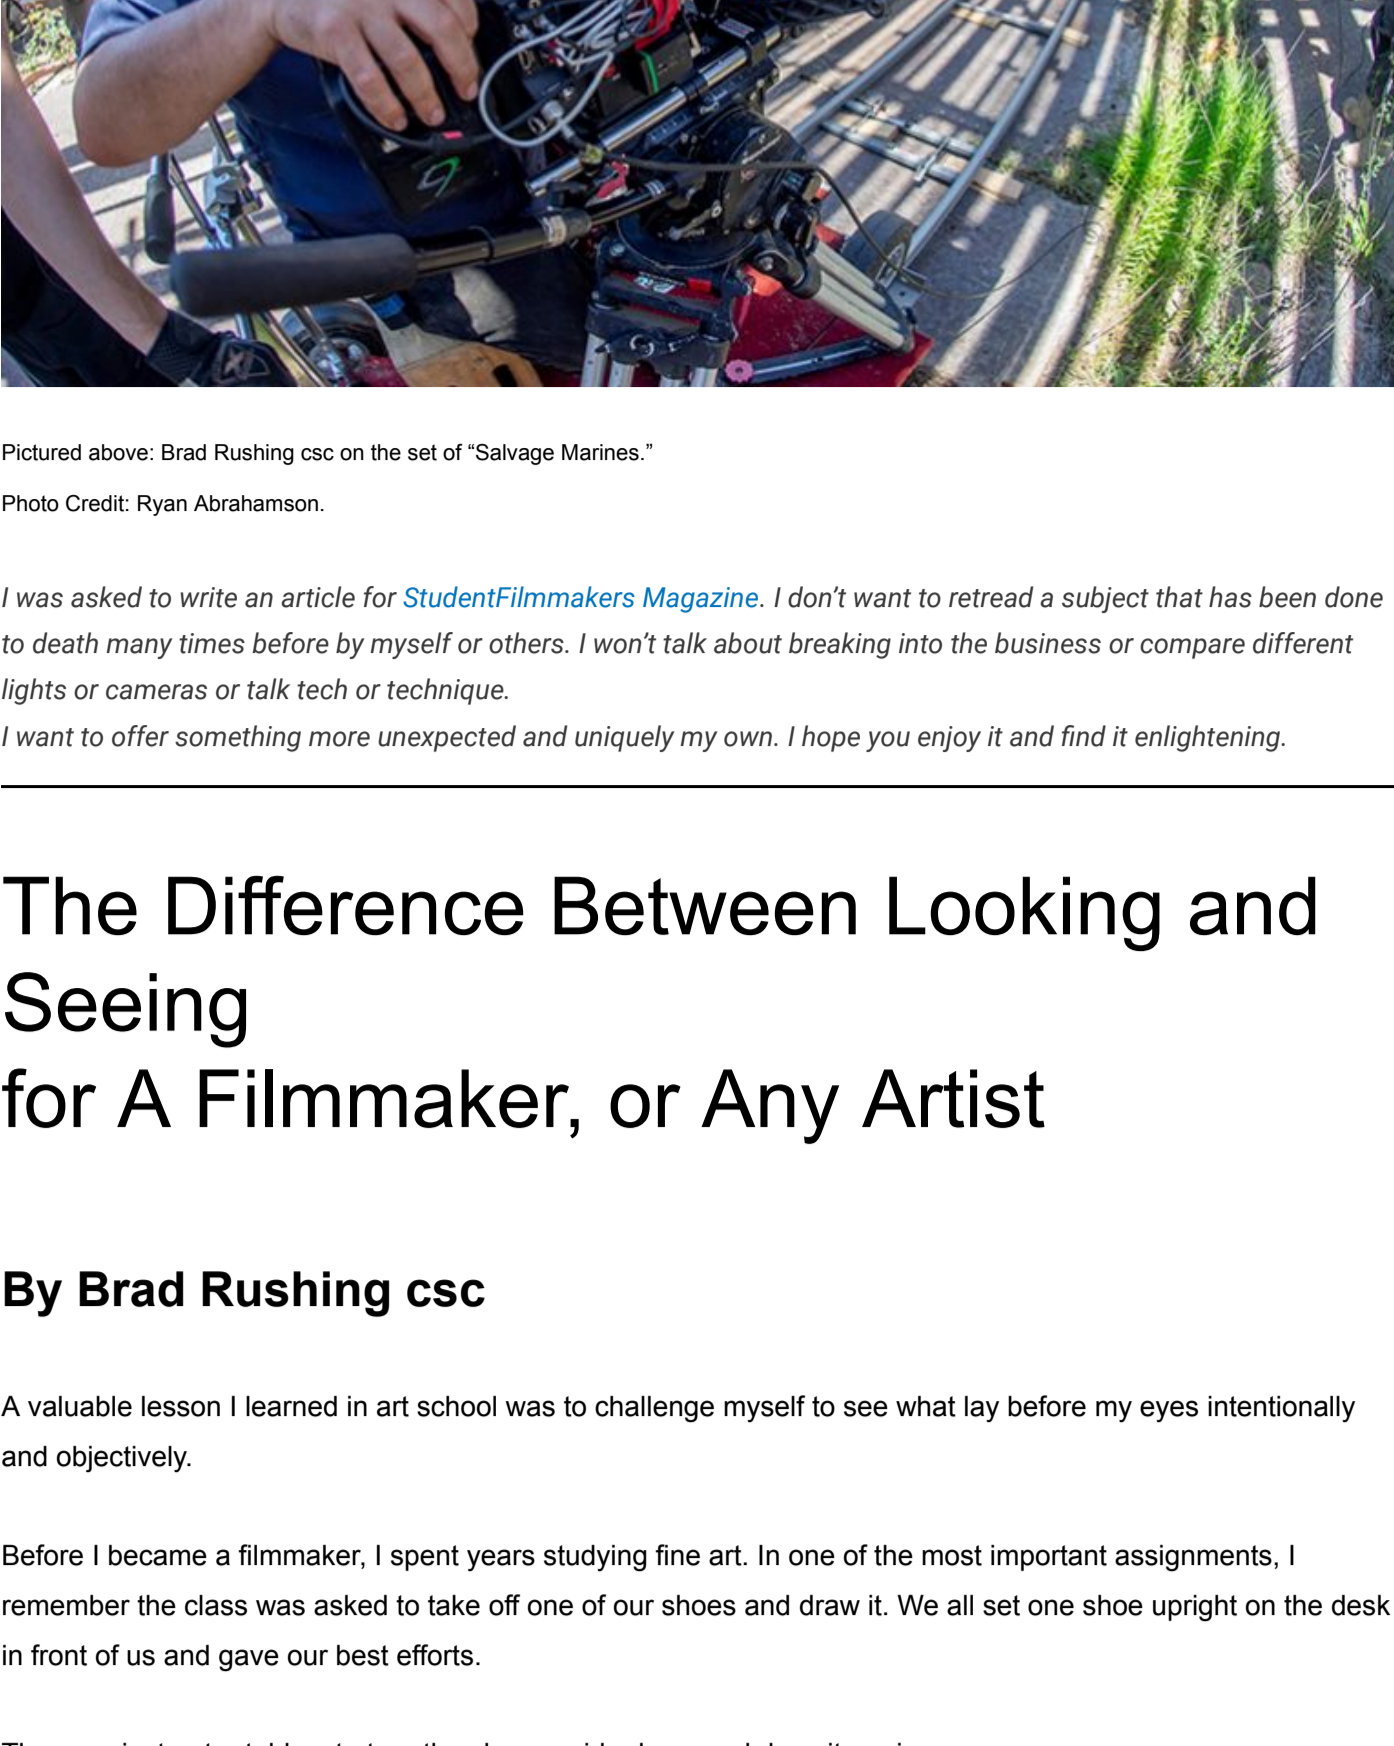 Pictured above: Brad Rushing csc on the set of “Salvage Marines.”
Photo Credit: Ryan Abrahamson.
I was asked to write an article for StudentFilmmakers Magazine. I don’t want to retread a subject that has been done
to death many times before by myself or others. I won’t talk about breaking into the business or compare different
lights or cameras or talk tech or technique.
I want to offer something more unexpected and uniquely my own. I hope you enjoy it and find it enlightening.
The Difference Between Looking and
Seeing
for A Filmmaker, or Any Artist
By Brad Rushing csc
A valuable lesson I learned in art school was to challenge myself to see what lay before my eyes intentionally
and objectively.
Before I became a filmmaker, I spent years studying fine art. In one of the most important assignments, I
remember the class was asked to take off one of our shoes and draw it. We all set one shoe upright on the desk
in front of us and gave our best efforts.